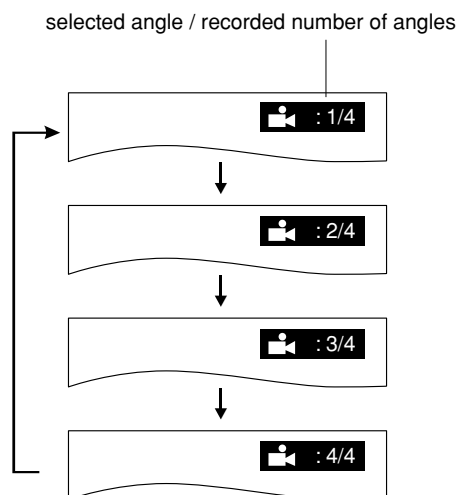 selected angle / recorded number of angles
: 1/4
: 2/4
: 3/4
: 4/4